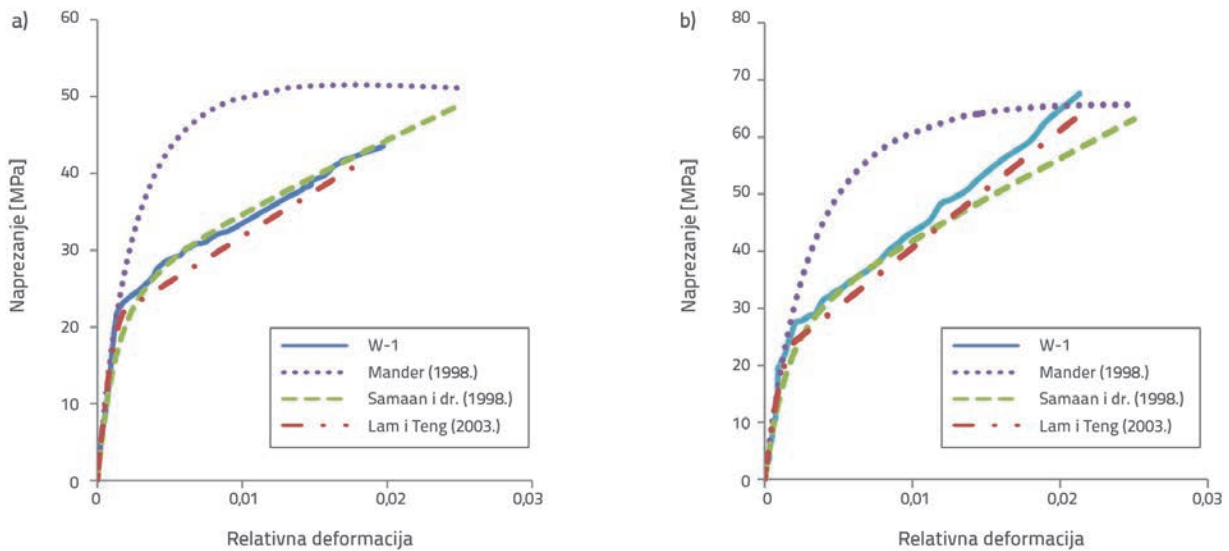 a)
60
50
40
30
20
10
0
Naprezanje [MPa]
0
0,01
0,02
0,03
Relativna deformacija
W-1
Mander (1998.)
Samaan i dr. (1998.)
Lam i Teng (2003.)
b)
80
70
60
50
40
30
20
10
0
Naprezanje [MPa]
0
0,01
0,02
0,03
Relativna deformacija
W-1
Mander (1998.)
Samaan i dr. (1998.)
Lam i Teng (2003.)